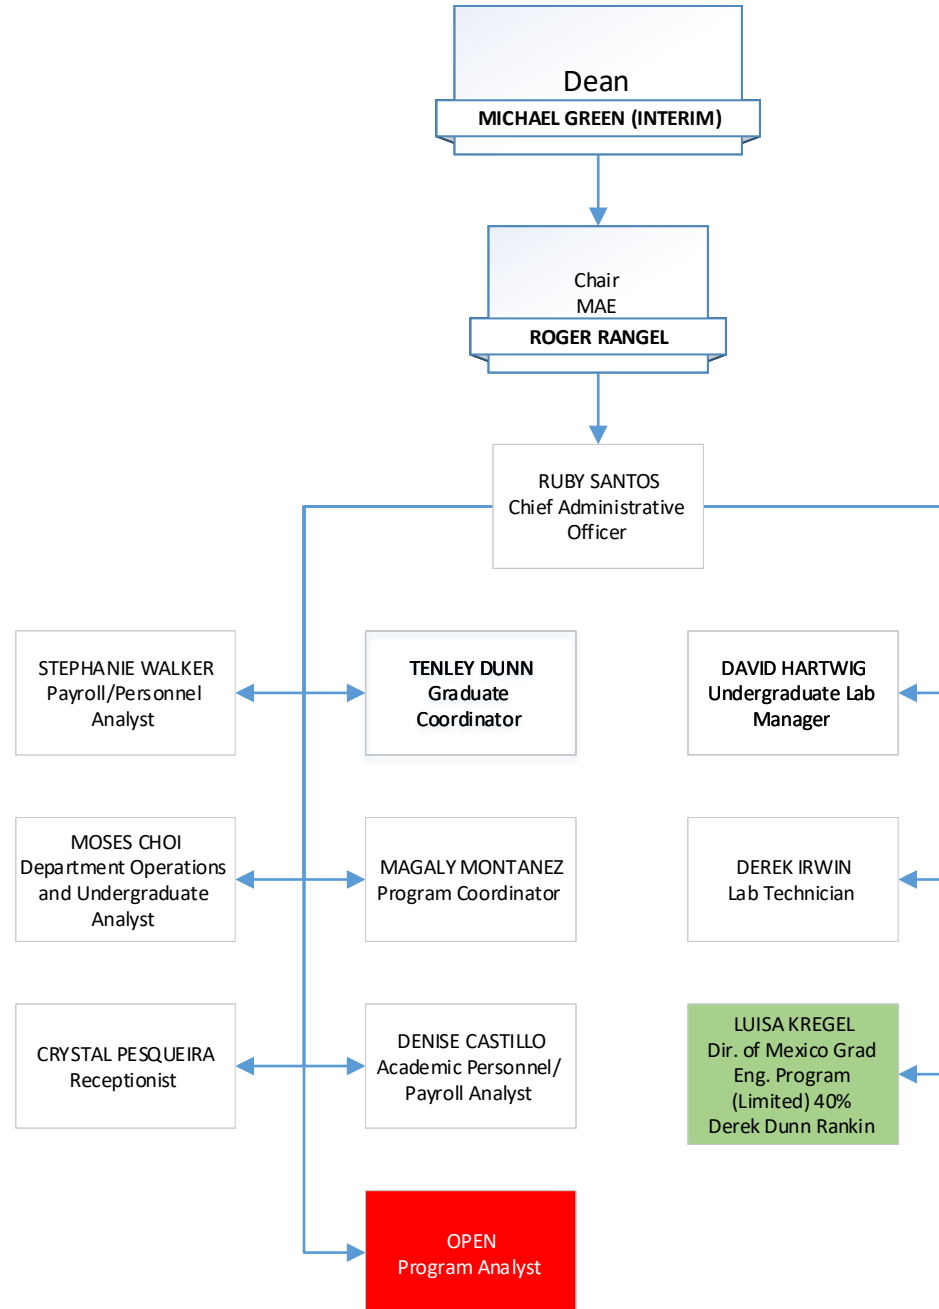 Dean
MICHAEL GREEN (INTERIM)
Chair
MAE
ROGER RANGEL
RUBY SANTOS
Chief Administrative
Officer
STEPHANIE WALKER
Payroll/Personnel
Analyst
TENLEY DUNN
Graduate
Coordinator
DAVID HARTWIG
Undergraduate Lab
Manager
MOSES CHOI
Department Operations
and Undergraduate
Analyst
MAGALY MONTANEZ
Program Coordinator
DEREK IRWIN
Lab Technician
CRYSTAL PESQUEIRA
Receptionist
DENISE CASTILLO
Academic Personnel/
Payroll Analyst
LUISA KREGEL
Dir. of Mexico Grad
Eng. Program
(Limited) 40%
Derek Dunn Rankin
OPEN
Program Analyst